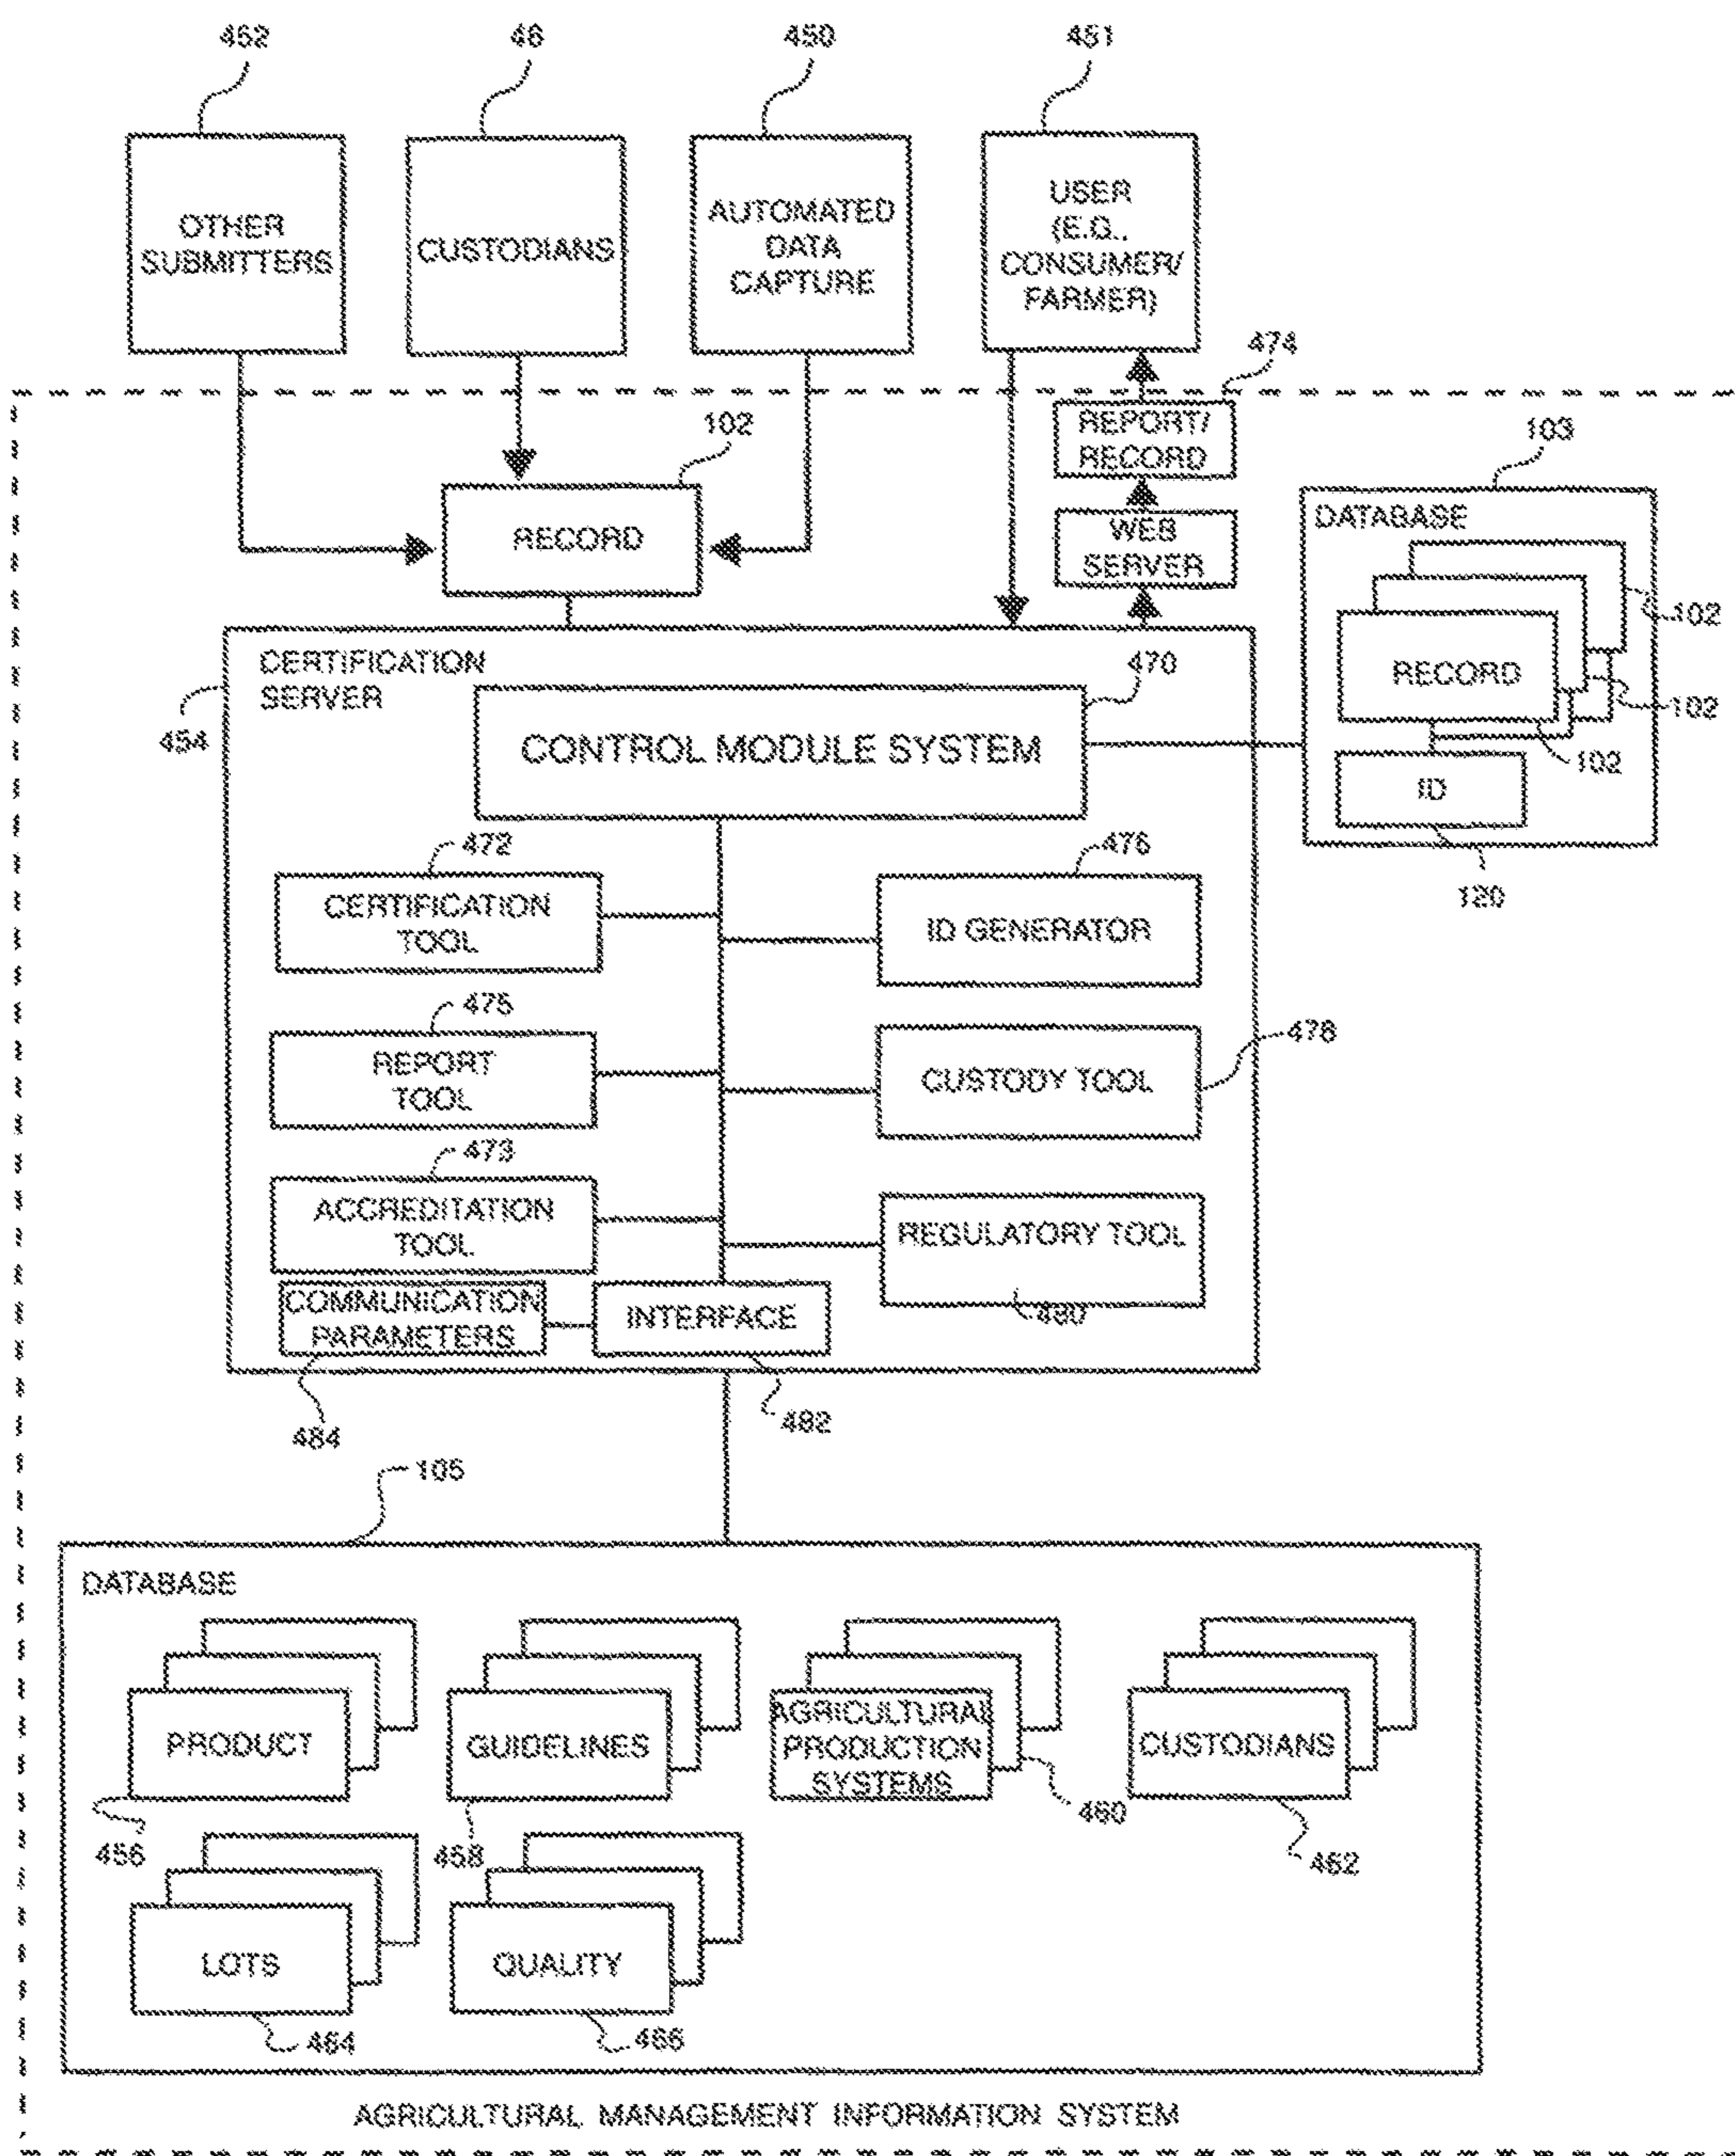 452
46
450
451
OTHER
SUBMITTERS
CUSTODIANS
AUTOMATED
DATA
CAPTURE
USER
(E.G.,
CONSUMER/
FARMER)
474
102
REPORT/
RECORD
103
RECORD
WEB
SERVER
DATABASE
102
RECORD
102
102
ID
120
CERTIFICATION
SERVER
470
454
CONTROL MODULE SYSTEM
472
476
CERTIFICATION
TOOL
ID GENERATOR
475
478
REPORT
TOOL
CUSTODY TOOL
473
ACCREDITATION
TOOL
REGULATORY TOOL
480
COMMUNICATION
PARAMETERS
INTERFACE
484
482
105
DATABASE
PRODUCT
GUIDELINES
AGRICULTURAL
PRODUCTION
SYSTEMS
CUSTODIANS
456
458
460
462
LOTS
QUALITY
464
466
AGRICULTURAL MANAGEMENT INFORMATION SYSTEM